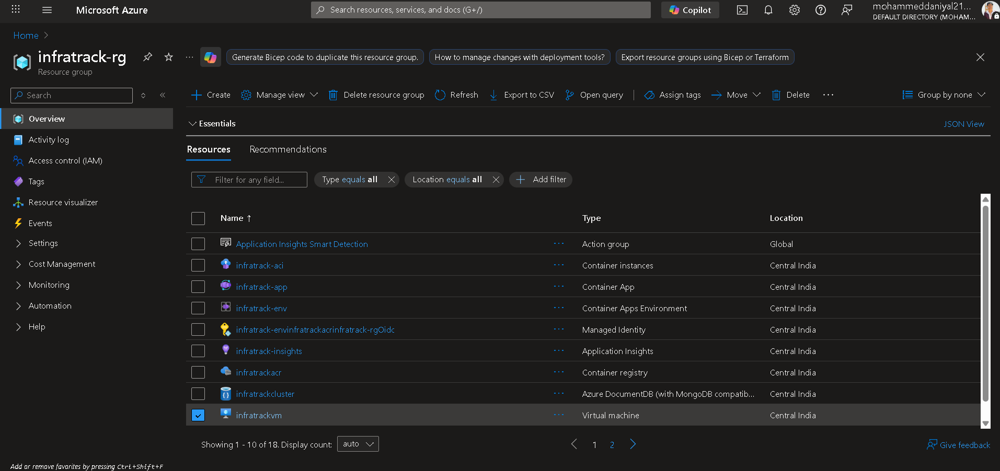 Microsoft Azure
Search resources, services, and docs (G+/)
Copilot
mohammeddaniyal21...
DEFAULT DIRECTORY (MOHAM...
Home
infratrack-rg
Resource group
Generate Bicep code to duplicate this resource group.
How to manage changes with deployment tools?
Export resource groups using Bicep or Terraform
Search
Create
Manage view
Delete resource group
Refresh
Export to CSV
Open query
Assign tags
Move
Delete
Group by none
Overview
Activity log
Access control (IAM)
Tags
Resource visualizer
Events
Settings
Cost Management
Monitoring
Automation
Help
Essentials
JSON View
Resources
Recommendations
Filter for any field...
Type equals all
Location equals all
Add filter
Name ↑ Type Location
Application Insights Smart Detection ... Action group Global
infratrack-aci ... Container instances Central India
infratrack-app ... Container App Central India
infratrack-env ... Container Apps Environment Central India
infratrack-envinfratrackacrinfratrack-rgOidc ... Managed Identity Central India
infratrack-insights ... Application Insights Central India
infratrackacr ... Container registry Central India
infratrackcluster ... Azure DocumentDB (with MongoDB compatib... Central India
infratrackvm ... Virtual machine Central India
Showing 1 - 10 of 18. Display count: auto
1 2
Give feedback
Add or remove favorites by pressing Ctrl+Shift+F